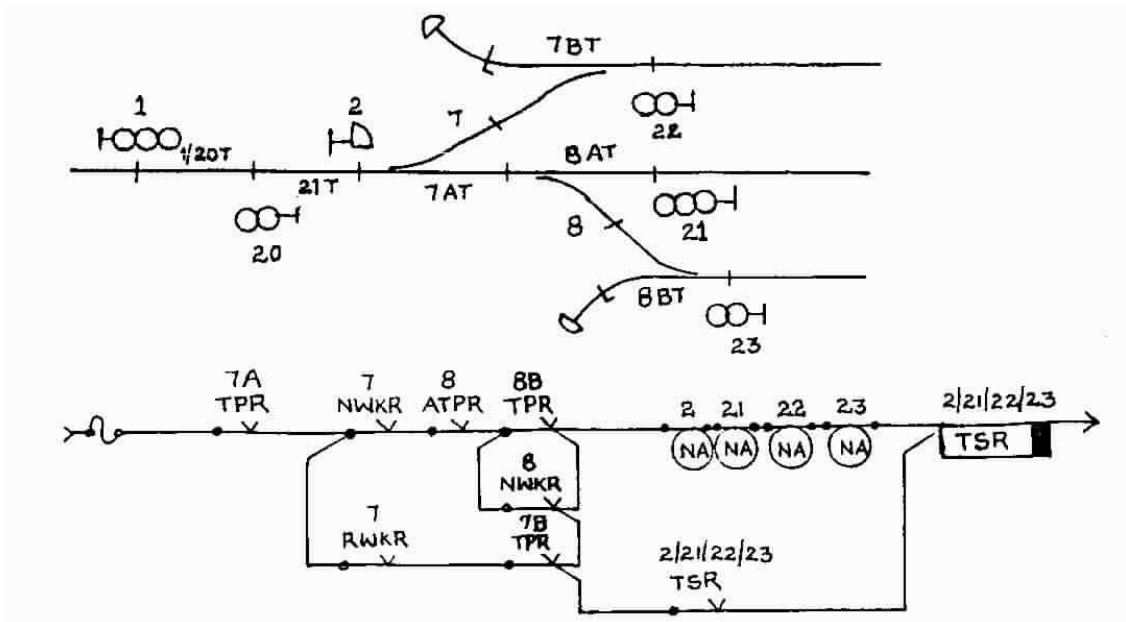 7BT
1
2
7
22
1/20T
8AT
21T
7AT
20
8
21
8BT
23
7A
TPR
7
NWKR
8
ATPR
8B
TPR
2
21
22
23
2/21/22/23
NA
NA
NA
NA
TSR
8
NWKR
7
RWKR
7B
TPR
2/21/22/23
TSR